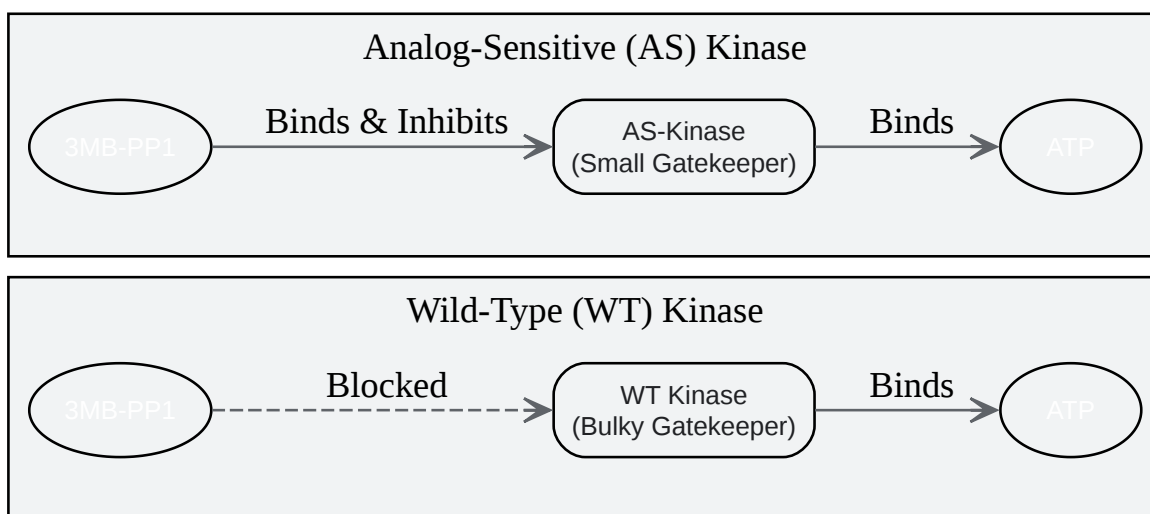 Analog-Sensitive (AS) Kinase
3MB-PP1
Binds & Inhibits
AS-Kinase
(Small Gatekeeper)
Binds
ATP
Wild-Type (WT) Kinase
3MB-PP1
Blocked
WT Kinase
(Bulky Gatekeeper)
Binds
ATP